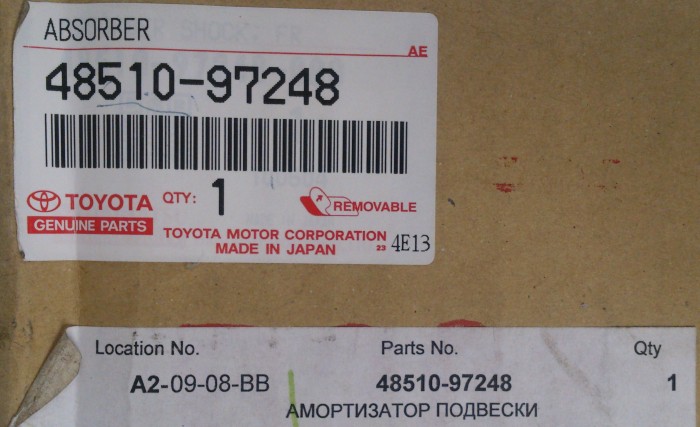 ABSORBER
AE
48510-97248
TOYOTA QTY: 1
REMOVABLE
GENUINE PARTS
TOYOTA MOTOR CORPORATION
MADE IN JAPAN 23 4E13
Location No. Parts No. Qty
A2-09-08-BB 48510-97248 1
АМОРТИЗАТОР ПОДВЕСКИ